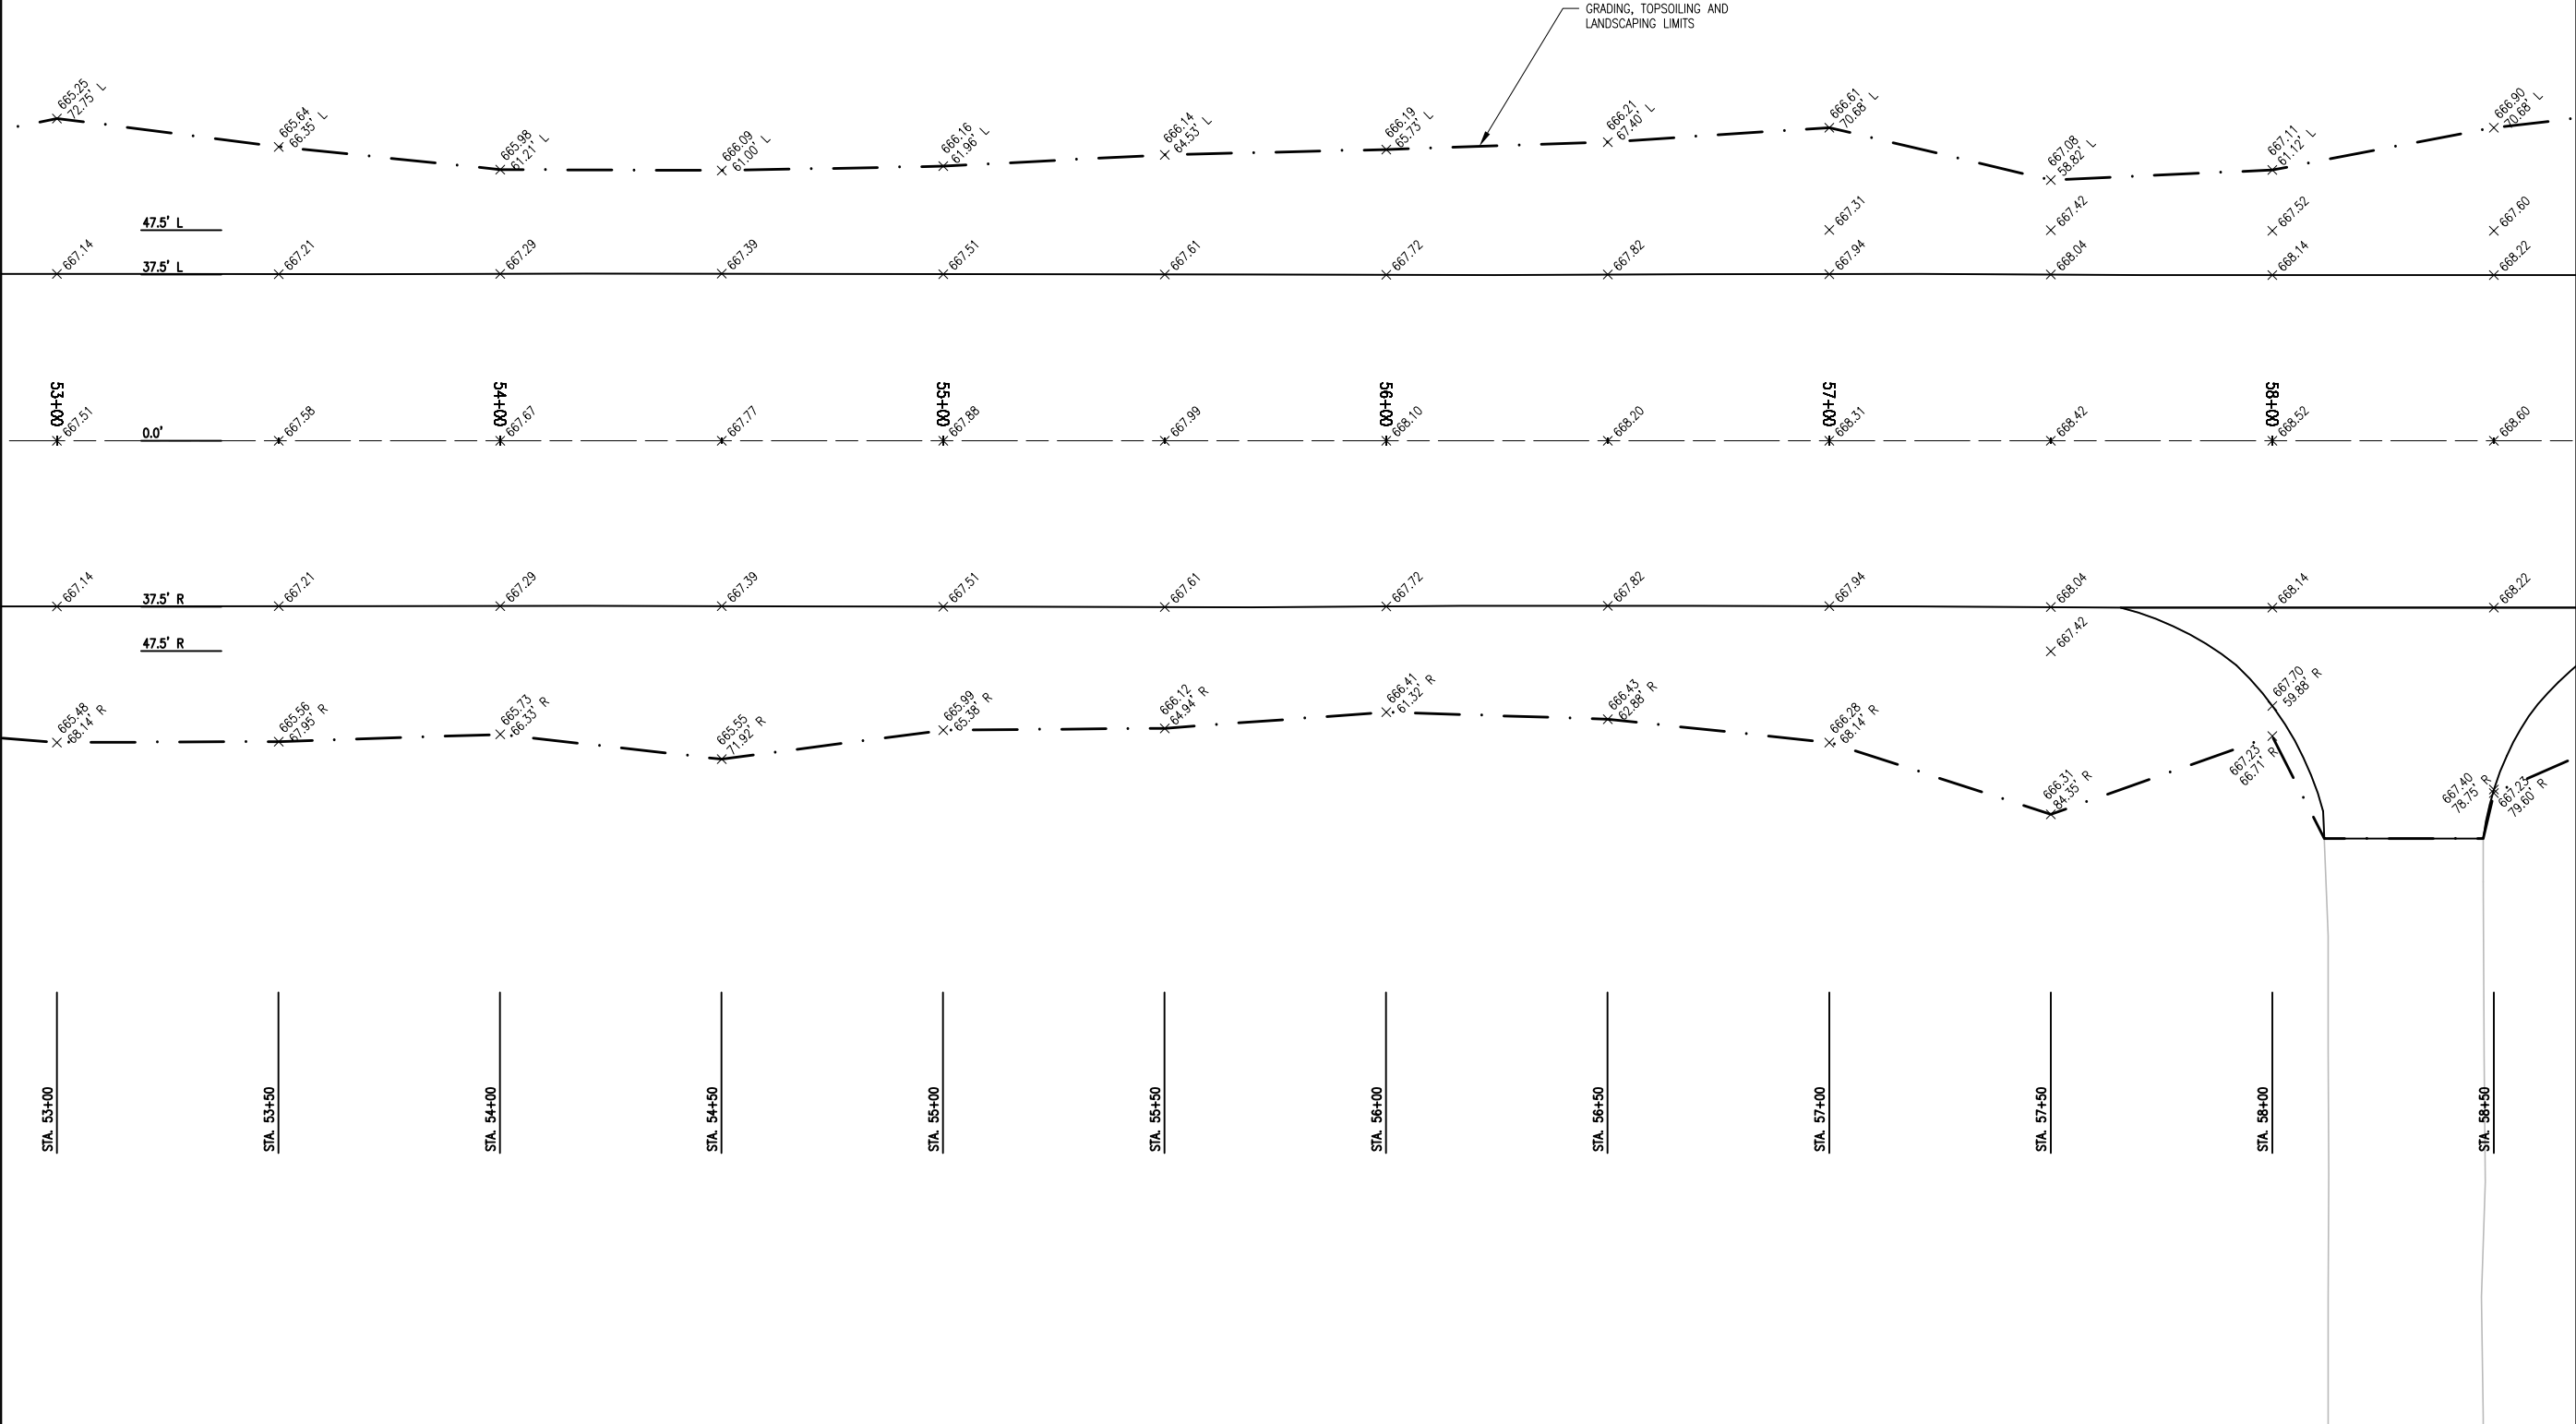 GRADING, TOPSOILING AND
LANDSCAPING LIMITS
665.25
72.75' L
665.64
66.35' L
665.98
61.21' L
666.09
61.00' L
666.16
61.96' L
666.14
64.53' L
666.19
65.73' L
666.21
67.40' L
666.61
70.68' L
667.08
58.82' L
667.11
61.12' L
666.90
70.68' L
47.5' L
667.31
667.42
667.52
667.60
37.5' L
667.14
667.21
667.29
667.39
667.51
667.61
667.72
667.82
667.94
668.04
668.14
668.22
53+00
54+00
55+00
56+00
57+00
58+00
0.0'
667.51
667.58
667.67
667.77
667.88
667.99
668.10
668.20
668.31
668.42
668.52
668.60
37.5' R
667.14
667.21
667.29
667.39
667.51
667.61
667.72
667.82
667.94
668.04
668.14
668.22
47.5' R
667.42
665.48
68.14' R
665.56
67.95' R
665.73
66.33' R
665.55
71.92' R
665.99
65.38' R
666.12
64.94' R
666.41
61.32' R
666.43
62.88' R
666.28
68.14' R
666.31
84.35' R
667.70
59.88' R
667.23
66.71' R
667.40
78.75' R
667.23
79.60' R
STA. 53+00
STA. 53+50
STA. 54+00
STA. 54+50
STA. 55+00
STA. 55+50
STA. 56+00
STA. 56+50
STA. 57+00
STA. 57+50
STA. 58+00
STA. 58+50